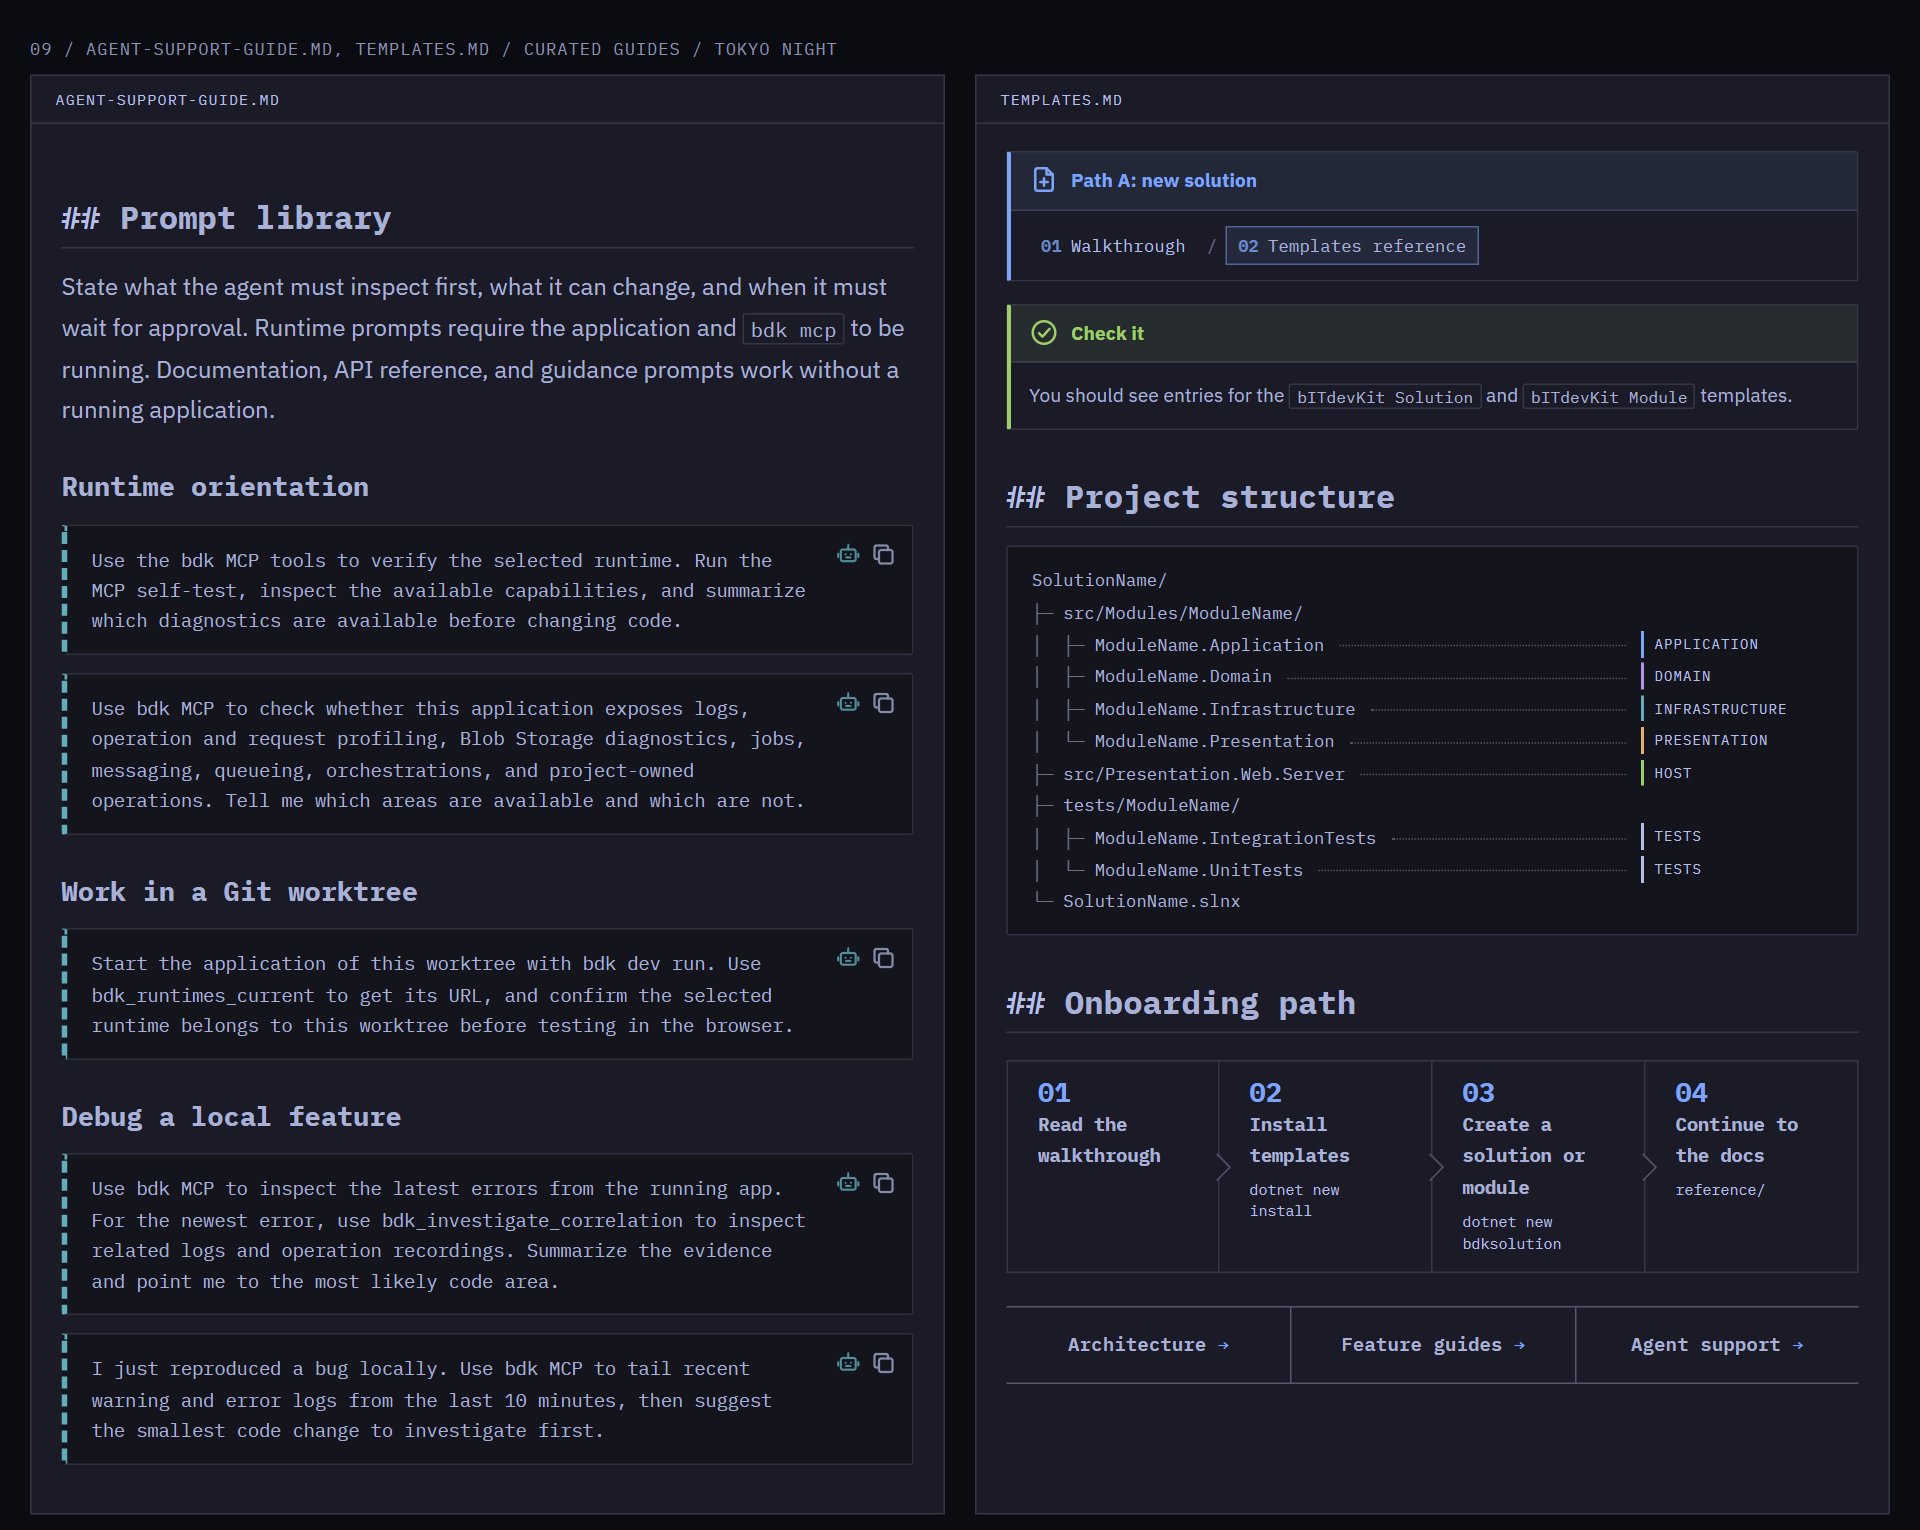 09 / AGENT-SUPPORT-GUIDE.MD, TEMPLATES.MD / CURATED GUIDES / TOKYO NIGHT
AGENT-SUPPORT-GUIDE.MD
## Prompt library
State what the agent must inspect first, what it can change, and when it must
wait for approval. Runtime prompts require the application and bdk mcp to be
running. Documentation, API reference, and guidance prompts work without a
running application.
Runtime orientation
Use the bdk MCP tools to verify the selected runtime. Run the
MCP self-test, inspect the available capabilities, and summarize
which diagnostics are available before changing code.
Use bdk MCP to check whether this application exposes logs,
operation and request profiling, Blob Storage diagnostics, jobs,
messaging, queueing, orchestrations, and project-owned
operations. Tell me which areas are available and which are not.
Work in a Git worktree
Start the application of this worktree with bdk dev run. Use
bdk_runtimes_current to get its URL, and confirm the selected
runtime belongs to this worktree before testing in the browser.
Debug a local feature
Use bdk MCP to inspect the latest errors from the running app.
For the newest error, use bdk_investigate_correlation to inspect
related logs and operation recordings. Summarize the evidence
and point me to the most likely code area.
I just reproduced a bug locally. Use bdk MCP to tail recent
warning and error logs from the last 10 minutes, then suggest
the smallest code change to investigate first.
TEMPLATES.MD
Path A: new solution
01 Walkthrough / 02 Templates reference
Check it
You should see entries for the bITdevKit Solution and bITdevKit Module templates.
## Project structure
SolutionName/
├─ src/Modules/ModuleName/
│  ├─ ModuleName.Application APPLICATION
│  ├─ ModuleName.Domain DOMAIN
│  ├─ ModuleName.Infrastructure INFRASTRUCTURE
│  └─ ModuleName.Presentation PRESENTATION
├─ src/Presentation.Web.Server HOST
├─ tests/ModuleName/
│  ├─ ModuleName.IntegrationTests TESTS
│  └─ ModuleName.UnitTests TESTS
└─ SolutionName.slnx
## Onboarding path
01
Read the
walkthrough
02
Install
templates
dotnet new
install
03
Create a
solution or
module
dotnet new
bdksolution
04
Continue to
the docs
reference/
Architecture →
Feature guides →
Agent support →